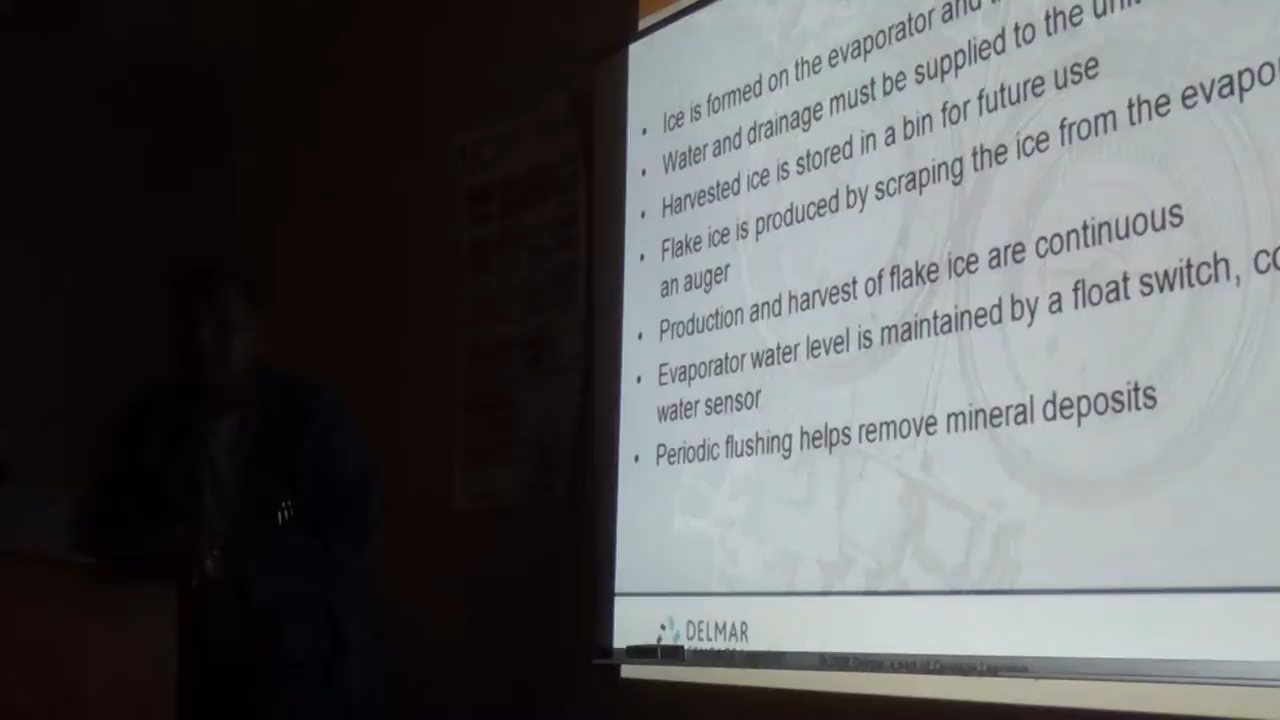 • Ice is formed on the evaporator and
• Water and drainage must be supplied to the
• Harvested ice is stored in a bin for future use
• Flake ice is produced by scraping the ice from the evapo
an auger
• Production and harvest of flake ice are continuous
• Evaporator water level is maintained by a float switch, co
water sensor
• Periodic flushing helps remove mineral deposits
DELMAR